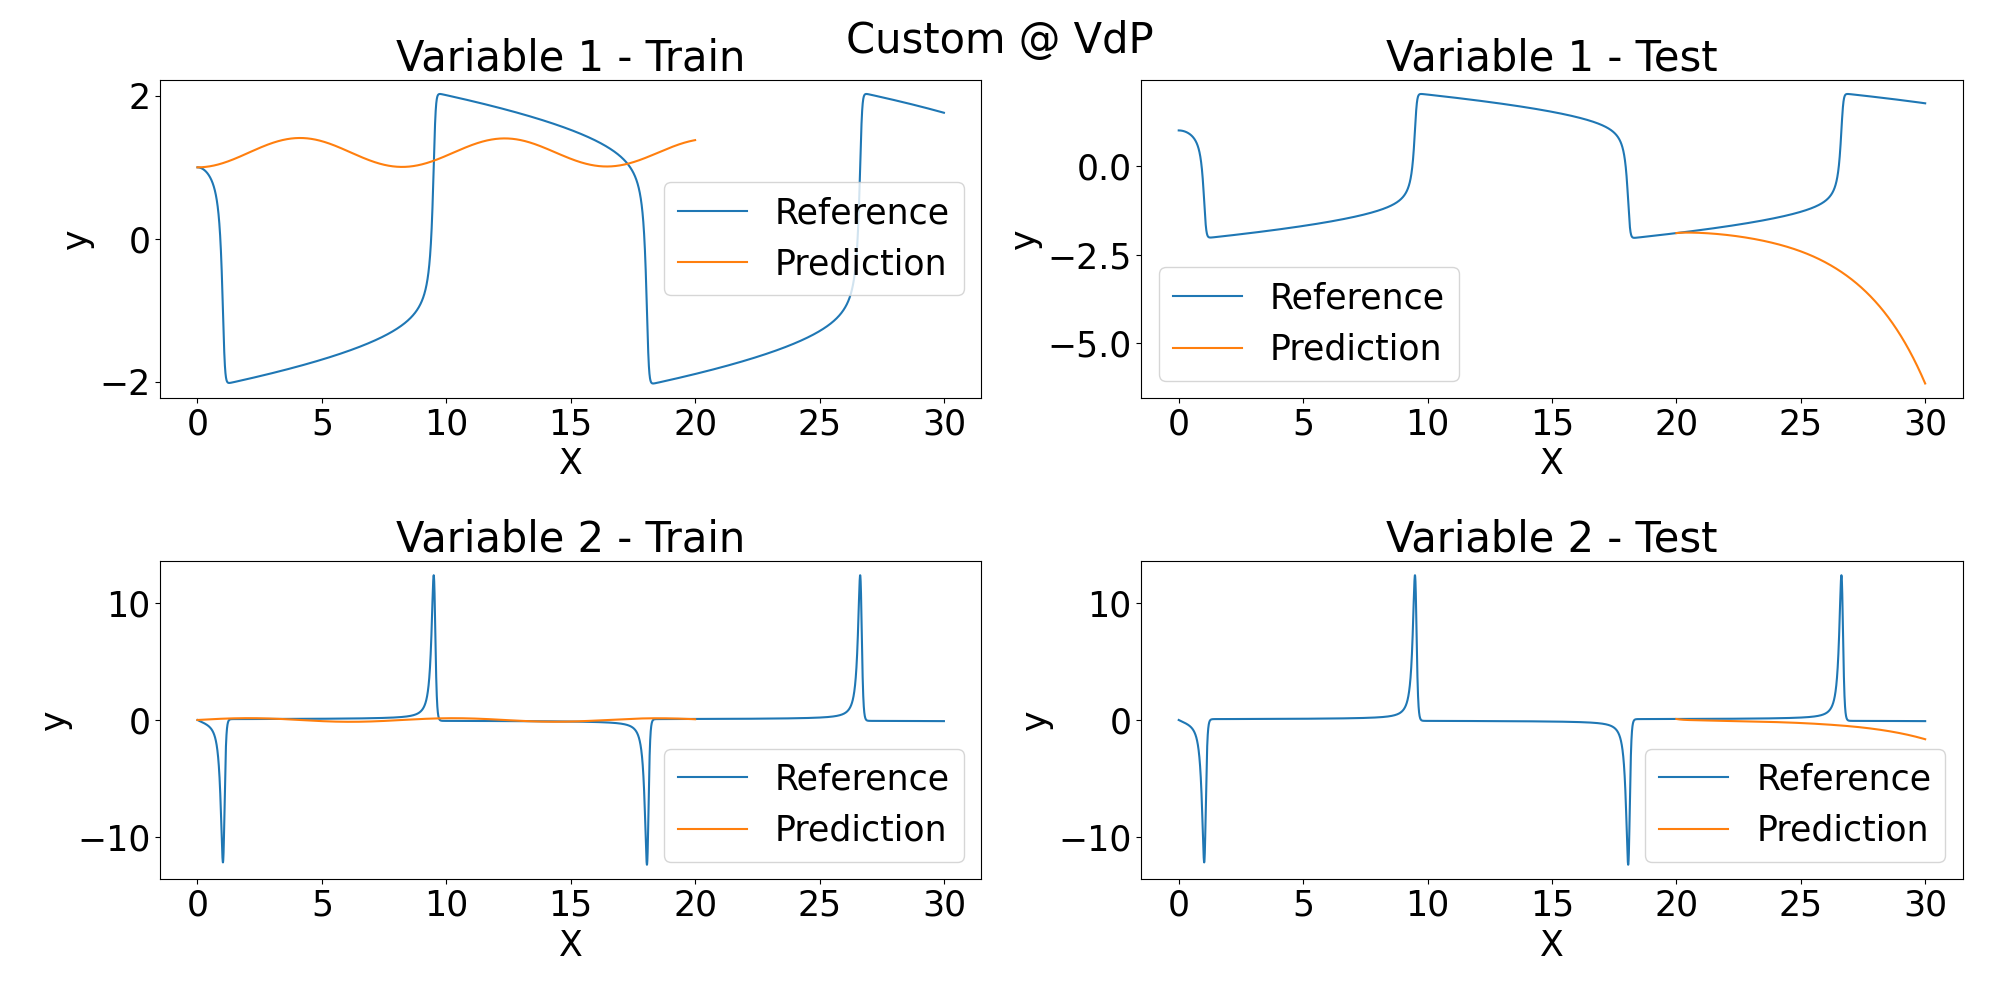 Custom @ VdP
Variable 1 - Train
2
0
−2
y
0 5 10 15 20 25 30
X
Reference
Prediction
Variable 1 - Test
0.0
−2.5
−5.0
y
0 5 10 15 20 25 30
X
Reference
Prediction
Variable 2 - Train
10
0
−10
y
0 5 10 15 20 25 30
X
Reference
Prediction
Variable 2 - Test
10
0
−10
y
0 5 10 15 20 25 30
X
Reference
Prediction